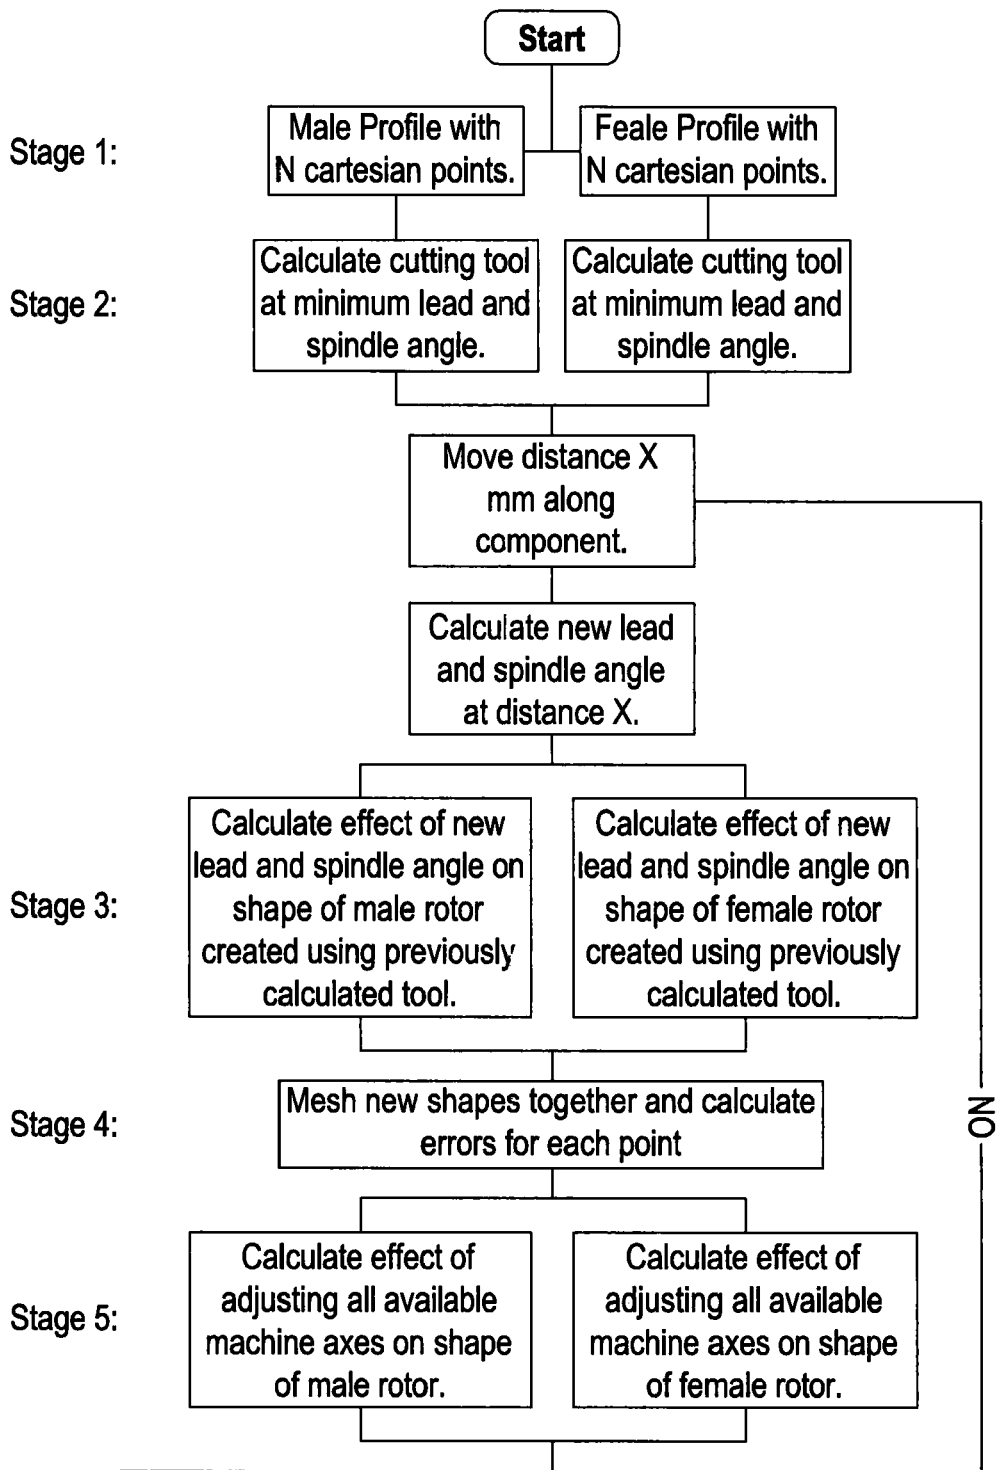 Start
Stage 1:
Male Profile with
N cartesian points.
Feale Profile with
N cartesian points.
Stage 2:
Calculate cutting tool
at minimum lead and
spindle angle.
Calculate cutting tool
at minimum lead and
spindle angle.
Move distance X
mm along
component.
Calculate new lead
and spindle angle
at distance X.
Stage 3:
Calculate effect of new
lead and spindle angle on
shape of male rotor
created using previously
calculated tool.
Calculate effect of new
lead and spindle angle on
shape of female rotor
created using previously
calculated tool.
NO
Stage 4:
Mesh new shapes together and calculate
errors for each point
Stage 5:
Calculate effect of
adjusting all available
machine axes on shape
of male rotor.
Calculate effect of
adjusting all available
machine axes on shape
of female rotor.